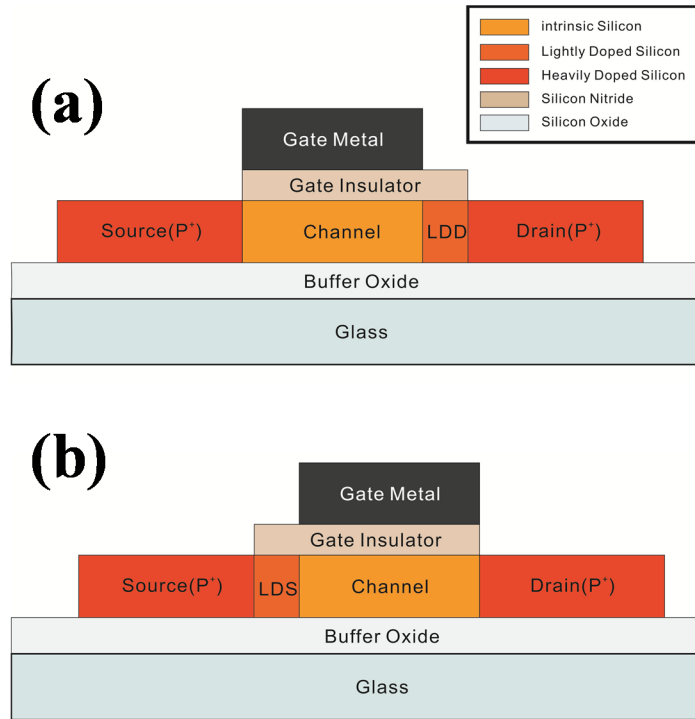 intrinsic Silicon
Lightly Doped Silicon
Heavily Doped Silicon
Silicon Nitride
Silicon Oxide
(a)
Gate Metal
Gate Insulator
Source(P⁺) Channel LDD Drain(P⁺)
Buffer Oxide
Glass
(b)
Gate Metal
Gate Insulator
Source(P⁺) LDS Channel Drain(P⁺)
Buffer Oxide
Glass